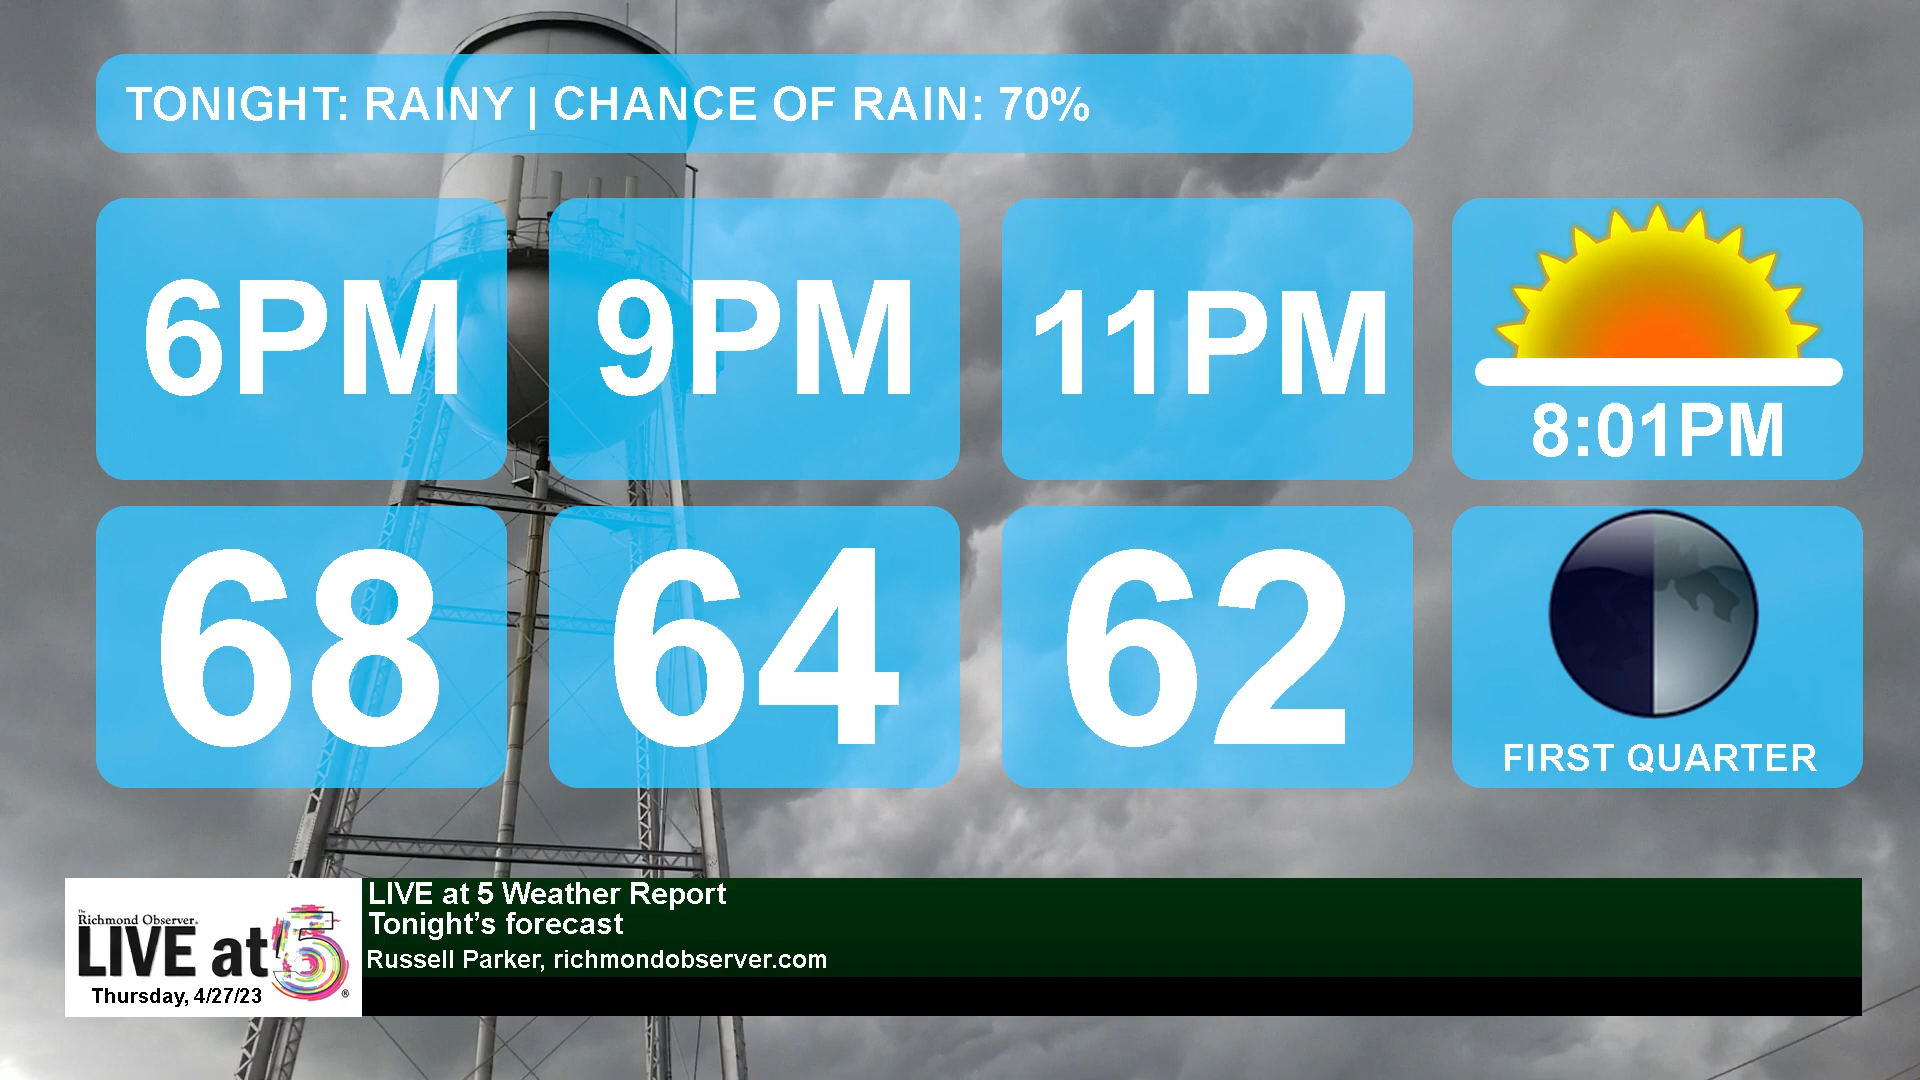 TONIGHT: RAINY | CHANCE OF RAIN: 70%
6PM
9PM
11PM
8:01PM
68
64
62
FIRST QUARTER
The
Richmond Observer.
LIVE at 5
®
Thursday, 4/27/23
LIVE at 5 Weather Report
Tonight’s forecast
Russell Parker, richmondobserver.com